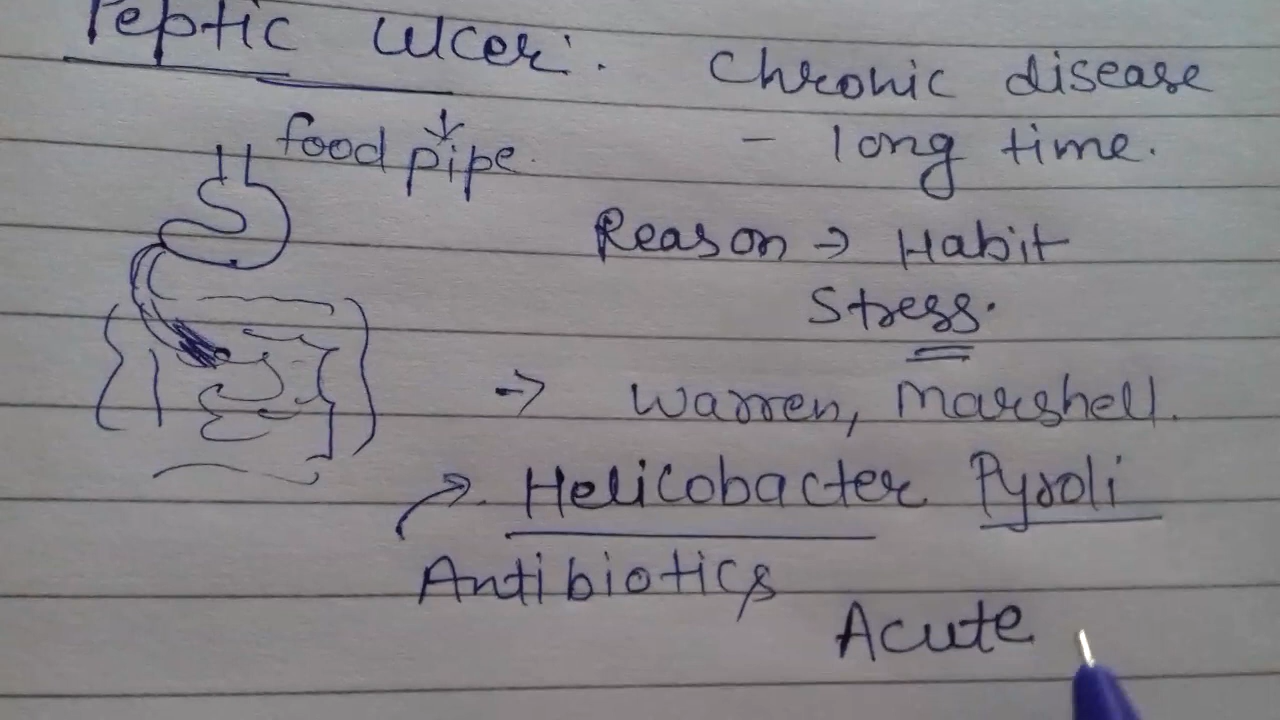 Peptic Ulcer:
Chronic disease
food pipe.
- long time.
Reason → Habit
Stress.
→ Warren, Marshell.
Helicobacter Pyroli
Antibiotics
Acute